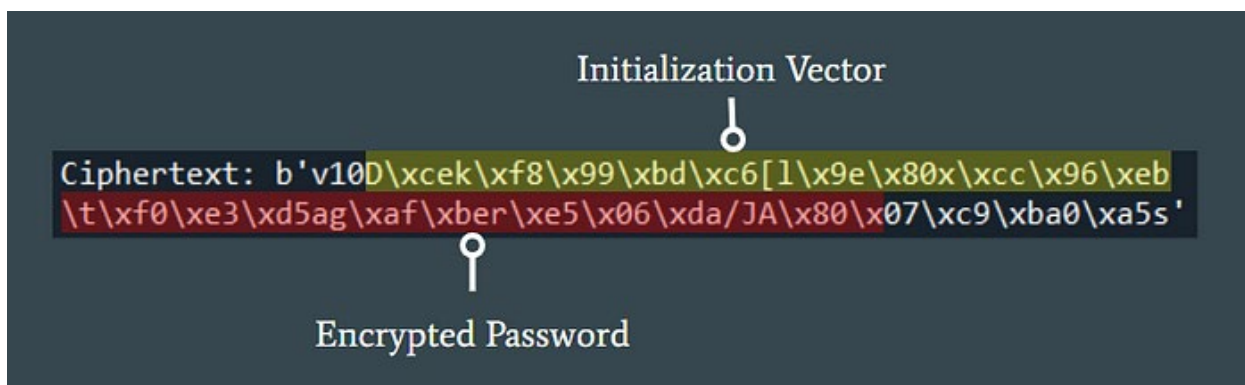 Initialization Vector
Ciphertext: b'v10D\xcek\xf8\x99\xbd\xc6[l\x9e\x80x\xcc\x96\xeb
\t\xf0\xe3\xd5ag\xaf\xber\xe5\x06\xda/JA\x80\x07\xc9\xba0\xa5s'
Encrypted Password